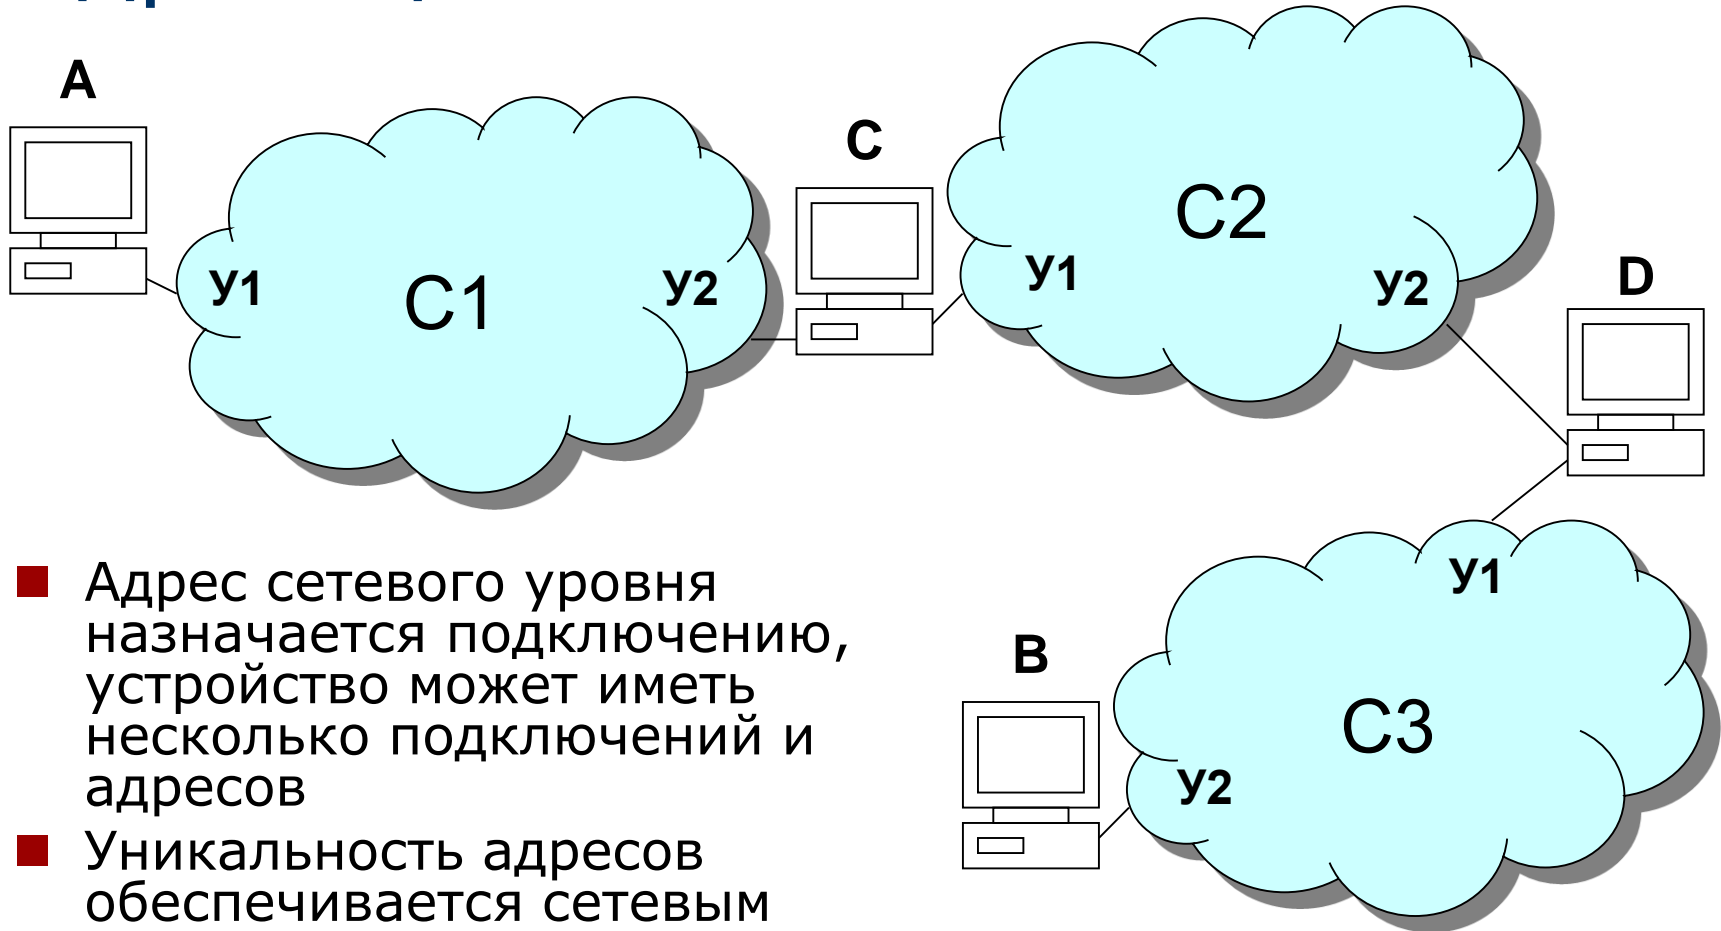 A
C
C2
У1
C1
У2
У1
У2
D
Адрес сетевого уровня
назначается подключению,
устройство может иметь
несколько подключений и
адресов
Уникальность адресов
обеспечивается сетевым
У1
B
C3
У2